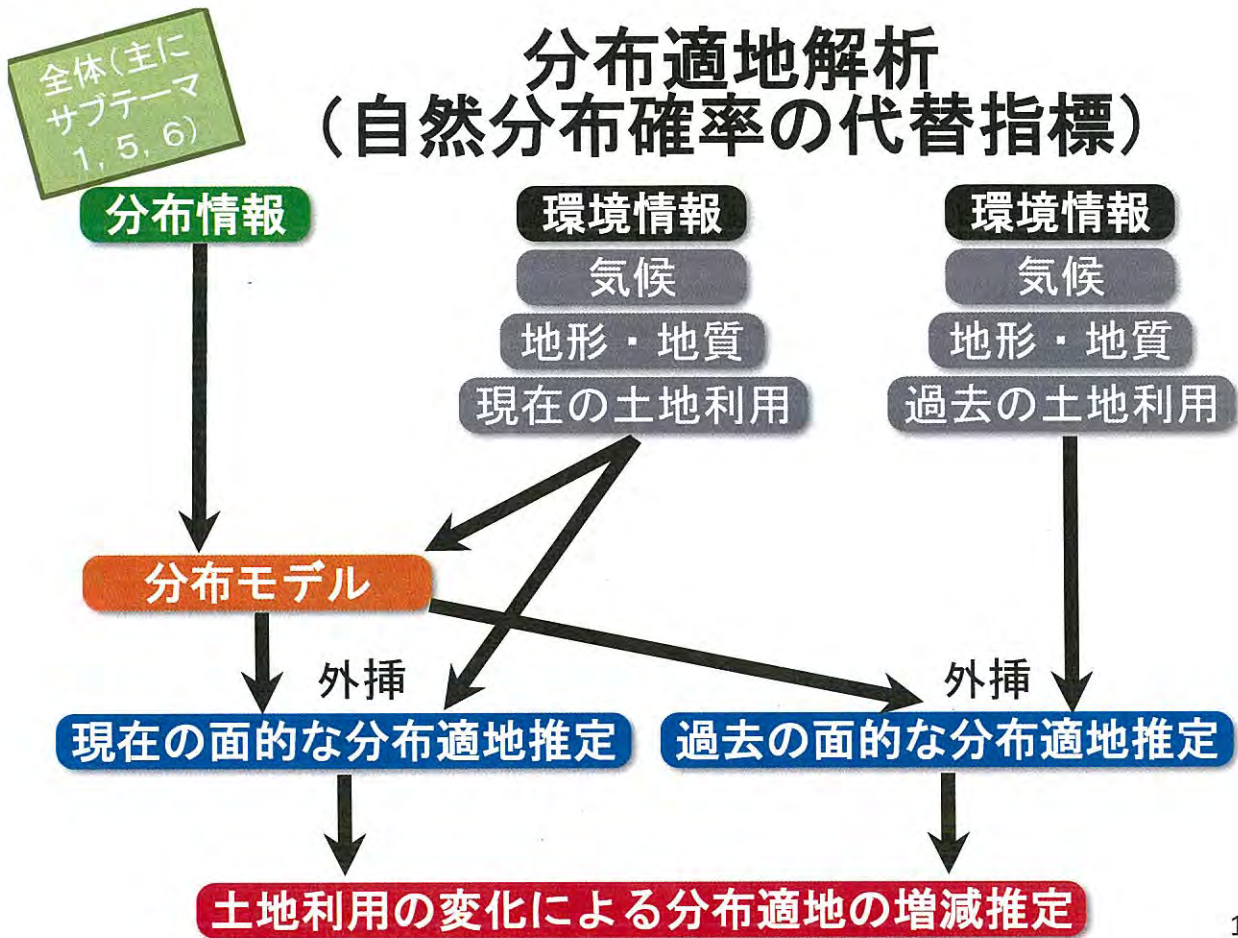 全体(主に
サブテーマ
1, 5, 6)
分布適地解析
（自然分布確率の代替指標）
分布情報
環境情報
気候
地形・地質
現在の土地利用
環境情報
気候
地形・地質
過去の土地利用
分布モデル
外挿
外挿
現在の面的な分布適地推定
過去の面的な分布適地推定
土地利用の変化による分布適地の増減推定
1